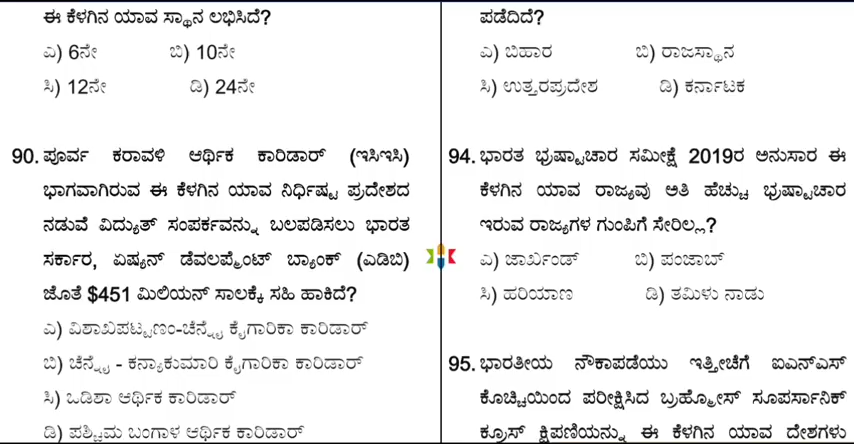 ಈ ಕೆಳಗಿನ ಯಾವ ಸ್ಥಾನ ಲಭಿಸಿದೆ?
ಎ) 6ನೇ ಬಿ) 10ನೇ
ಸಿ) 12ನೇ ಡಿ) 24ನೇ
90. ಪೂರ್ವ ಕರಾವಳಿ ಆರ್ಥಿಕ ಕಾರಿಡಾರ್ (ಇಸಿಇಸಿ)
ಭಾಗವಾಗಿರುವ ಈ ಕೆಳಗಿನ ಯಾವ ನಿರ್ಧಿಷ್ಟ ಪ್ರದೇಶದ
ನಡುವೆ ವಿದ್ಯುತ್ ಸಂಪರ್ಕವನ್ನು ಬಲಪಡಿಸಲು ಭಾರತ
ಸರ್ಕಾರ, ಏಷ್ಯನ್ ಡೆವಲಪ್ಮೆಂಟ್ ಬ್ಯಾಂಕ್ (ಎಡಿಬಿ)
ಜೊತೆ $451 ಮಿಲಿಯನ್ ಸಾಲಕ್ಕೆ ಸಹಿ ಹಾಕಿದೆ?
ಎ) ವಿಶಾಖಿಪಟ್ಟಣಂ-ಚೆನ್ನೈ ಕೈಗಾರಿಕಾ ಕಾರಿಡಾರ್
ಬಿ) ಚೆನ್ನೈ - ಕನ್ಯಾಕುಮಾರಿ ಕೈಗಾರಿಕಾ ಕಾರಿಡಾರ್
ಸಿ) ಒಡಿಶಾ ಆರ್ಥಿಕ ಕಾರಿಡಾರ್
ಡಿ) ಪಶ್ಚಿಮ ಬಂಗಾಳ ಆರ್ಥಿಕ ಕಾರಿಡಾರ್
ಪಡೆದಿದೆ?
ಎ) ಬಿಹಾರ ಬಿ) ರಾಜಸ್ಥಾನ
ಸಿ) ಉತ್ತರಪ್ರದೇಶ ಡಿ) ಕರ್ನಾಟಕ
94. ಭಾರತ ಭ್ರಷ್ಟಾಚಾರ ಸಮೀಕ್ಷೆ 2019ರ ಅನುಸಾರ ಈ
ಕೆಳಗಿನ ಯಾವ ರಾಜ್ಯವು ಅತಿ ಹೆಚ್ಚು ಭ್ರಷ್ಟಾಚಾರ
ಇರುವ ರಾಜ್ಯಗಳ ಗುಂಪಿಗೆ ಸೇರಿಲ್ಲ?
ಎ) ಜಾರ್ಖಂಡ್ ಬಿ) ಪಂಜಾಬ್
ಸಿ) ಹರಿಯಾಣ ಡಿ) ತಮಿಳು ನಾಡು
95. ಭಾರತೀಯ ನೌಕಾಪಡೆಯು ಇತ್ತೀಚೆಗೆ ಐಎನ್ಎಸ್
ಕೊಚ್ಚಿಯಿಂದ ಪರೀಕ್ಷಿಸಿದ ಬ್ರಹ್ಮೋಸ್ ಸೂಪರ್ಸಾನಿಕ್
ಕ್ರೂಸ್ ಕ್ಷಿಪಣಿಯನ್ನು ಈ ಕೆಳಗಿನ ಯಾವ ದೇಶಗಳು